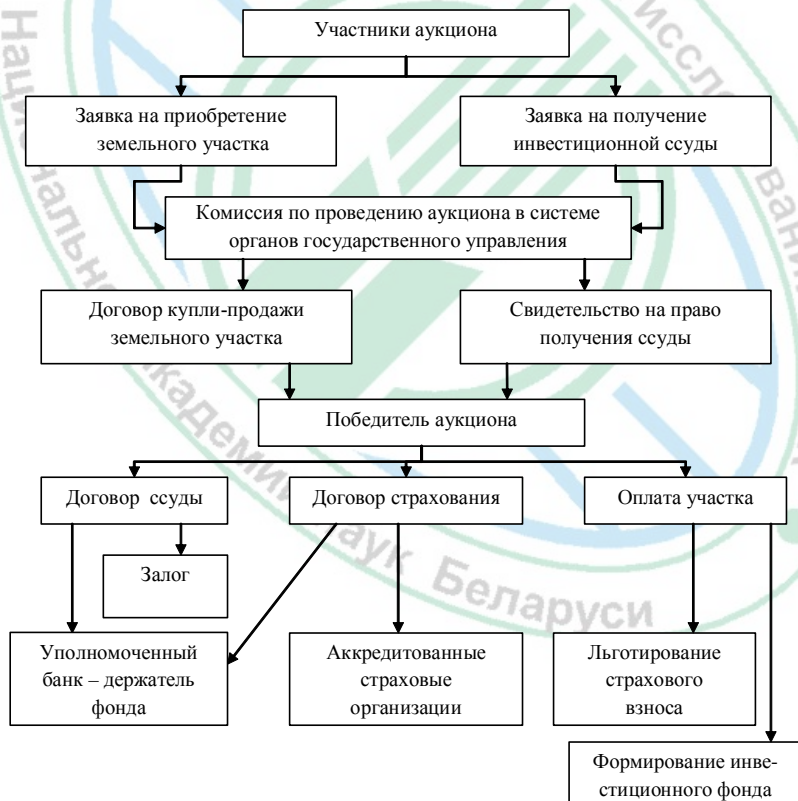 Участники аукциона
Заявка на приобретение
земельного участка
Заявка на получение
инвестиционной ссуды
Комиссия по проведению аукциона в системе
органов государственного управления
Договор купли-продажи
земельного участка
Свидетельство на право
получения ссуды
Победитель аукциона
Договор ссуды
Договор страхования
Оплата участка
Залог
Уполномоченный
банк – держатель
фонда
Аккредитованные
страховые
организации
Льготирование
страхового
взноса
Формирование инве-
стиционного фонда
Беларуси